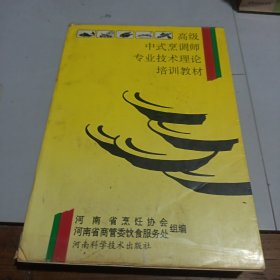 高级
中式烹调师
专业技术理论
培训教材
河南省烹饪协会
河南省商管委饮食服务处
组编
河南科学技术出版社